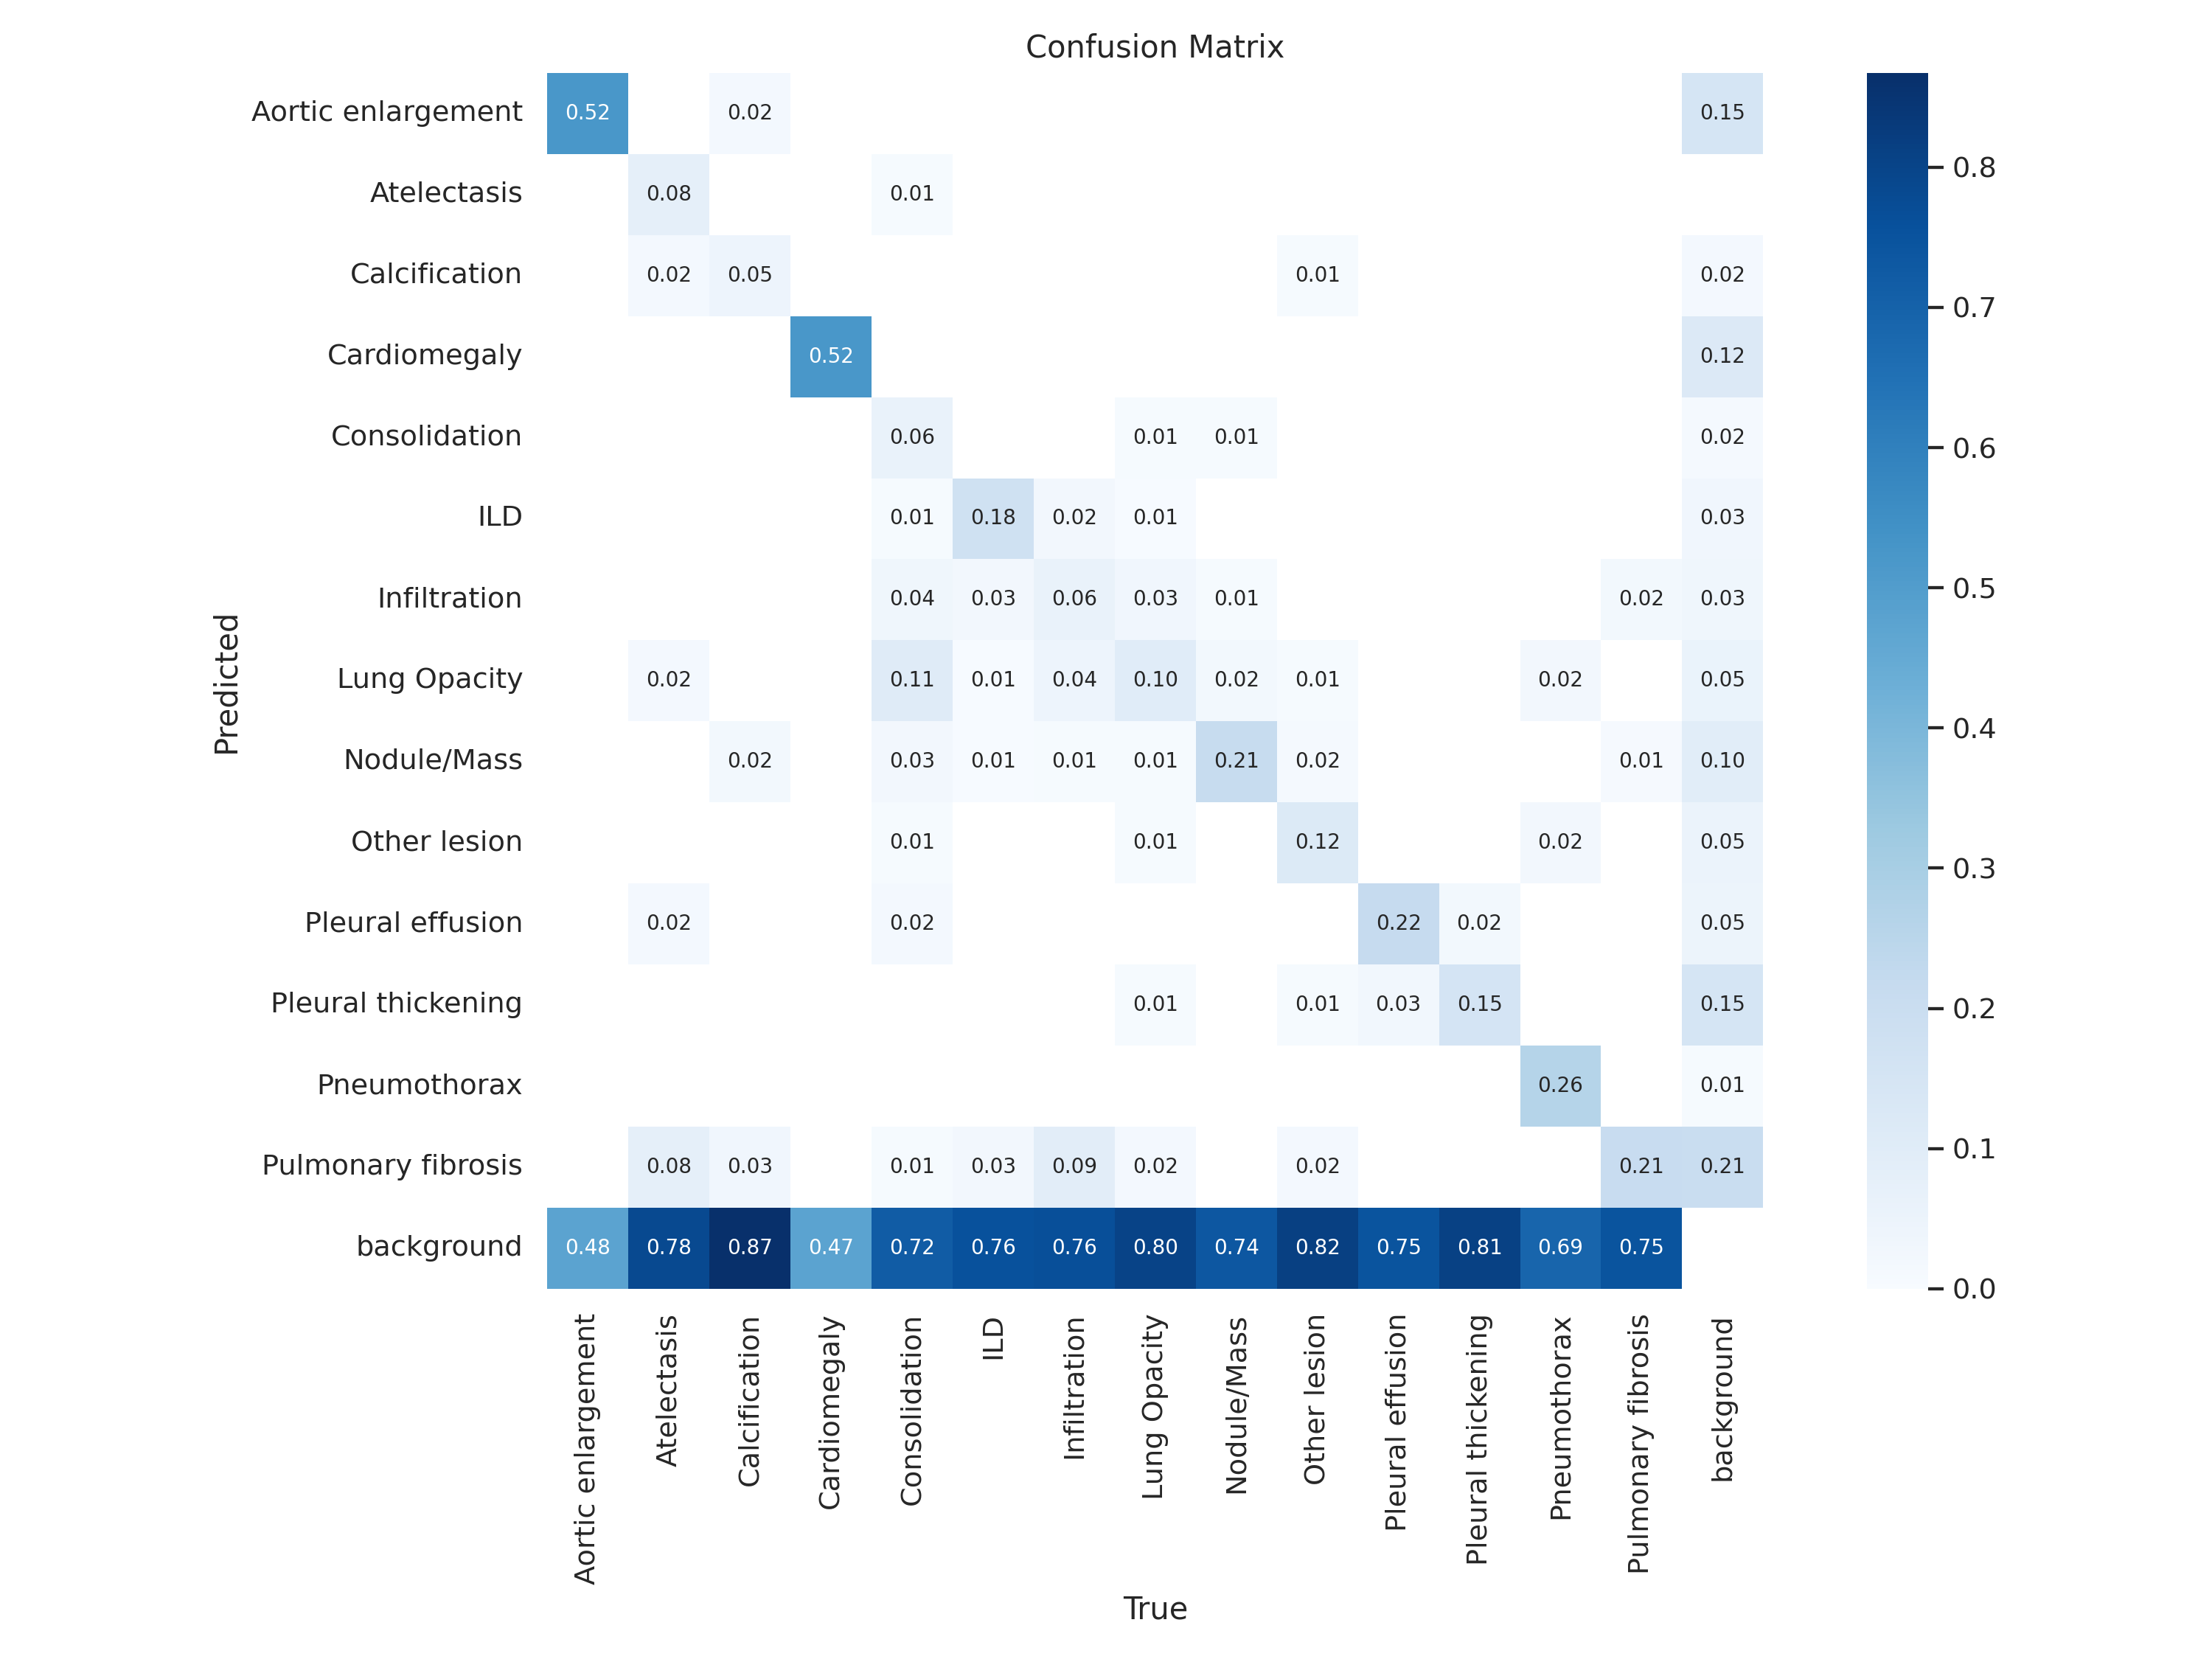 Confusion Matrix
Aortic enlargement 0.52 0.02 0.15
Atelectasis 0.08 0.01
Calcification 0.02 0.05 0.01 0.02
Cardiomegaly 0.52 0.12
Consolidation 0.06 0.01 0.01 0.02
ILD 0.01 0.18 0.02 0.01 0.03
Infiltration 0.04 0.03 0.06 0.03 0.01 0.02 0.03
Lung Opacity 0.02 0.11 0.01 0.04 0.10 0.02 0.01 0.02 0.05
Nodule/Mass 0.02 0.03 0.01 0.01 0.01 0.21 0.02 0.01 0.10
Other lesion 0.01 0.01 0.12 0.02 0.05
Pleural effusion 0.02 0.02 0.22 0.02 0.05
Pleural thickening 0.01 0.01 0.03 0.15 0.15
Pneumothorax 0.26 0.01
Pulmonary fibrosis 0.08 0.03 0.01 0.03 0.09 0.02 0.02 0.21 0.21
background 0.48 0.78 0.87 0.47 0.72 0.76 0.76 0.80 0.74 0.82 0.75 0.81 0.69 0.75
Predicted
Aortic enlargement
Atelectasis
Calcification
Cardiomegaly
Consolidation
ILD
Infiltration
Lung Opacity
Nodule/Mass
Other lesion
Pleural effusion
Pleural thickening
Pneumothorax
Pulmonary fibrosis
background
True
0.8
0.7
0.6
0.5
0.4
0.3
0.2
0.1
0.0